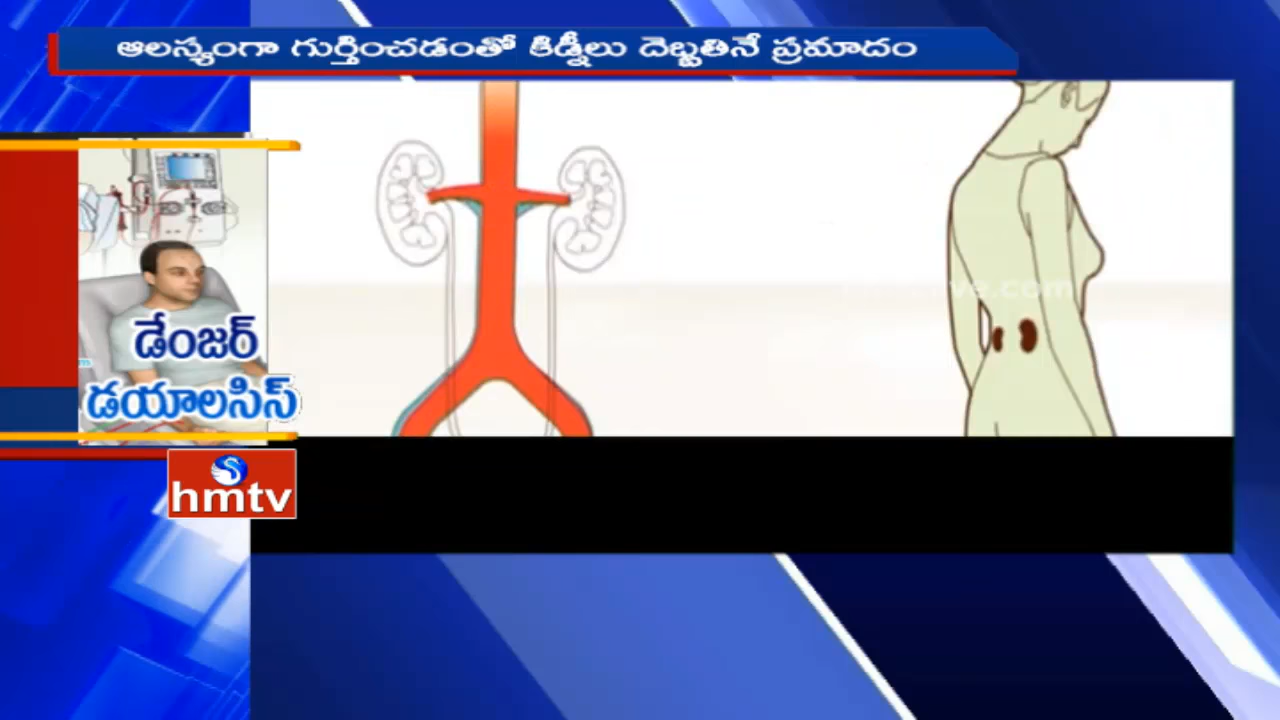 ఆలస్యంగా గుర్తించడంతో కిడ్నీలు దెబ్బతినే ప్రమాదం
డేంజర్
డయాలసిస్
hmtv